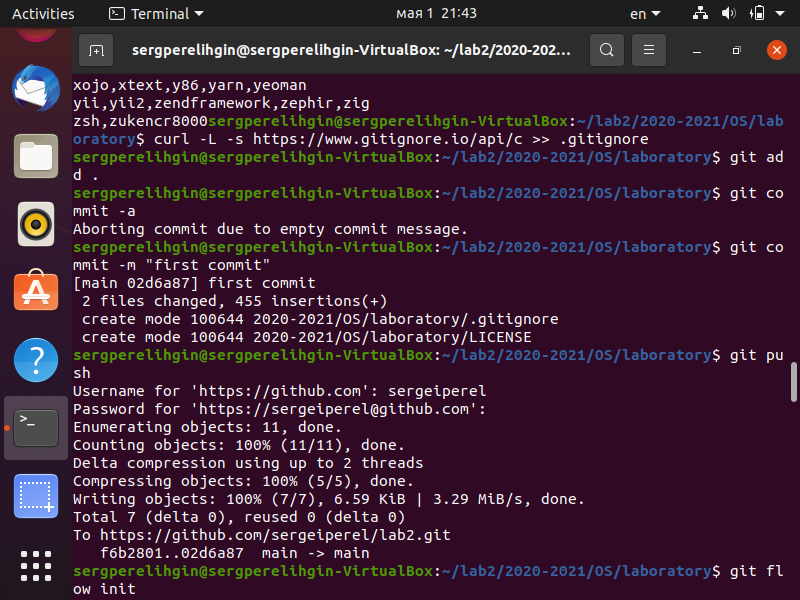 Activities Terminal мая 1 21:43 en
sergperelihgin@sergperelihgin-VirtualBox: ~/lab2/2020-202...
xojo,xtext,y86,yarn,yeoman
yii,yii2,zendframework,zephir,zig
zsh,zukencr8000sergperelihgin@sergperelihgin-VirtualBox:~/lab2/2020-2021/OS/lab
oratory$ curl -L -s https://www.gitignore.io/api/c >> .gitignore
sergperelihgin@sergperelihgin-VirtualBox:~/lab2/2020-2021/OS/laboratory$ git ad
d .
sergperelihgin@sergperelihgin-VirtualBox:~/lab2/2020-2021/OS/laboratory$ git co
mmit -a
Aborting commit due to empty commit message.
sergperelihgin@sergperelihgin-VirtualBox:~/lab2/2020-2021/OS/laboratory$ git co
mmit -m "first commit"
[main 02d6a87] first commit
 2 files changed, 455 insertions(+)
 create mode 100644 2020-2021/OS/laboratory/.gitignore
 create mode 100644 2020-2021/OS/laboratory/LICENSE
sergperelihgin@sergperelihgin-VirtualBox:~/lab2/2020-2021/OS/laboratory$ git pu
sh
Username for 'https://github.com': sergeiperel
Password for 'https://sergeiperel@github.com':
Enumerating objects: 11, done.
Counting objects: 100% (11/11), done.
Delta compression using up to 2 threads
Compressing objects: 100% (5/5), done.
Writing objects: 100% (7/7), 6.59 KiB | 3.29 MiB/s, done.
Total 7 (delta 0), reused 0 (delta 0)
To https://github.com/sergeiperel/lab2.git
   f6b2801..02d6a87  main -> main
sergperelihgin@sergperelihgin-VirtualBox:~/lab2/2020-2021/OS/laboratory$ git fl
ow init